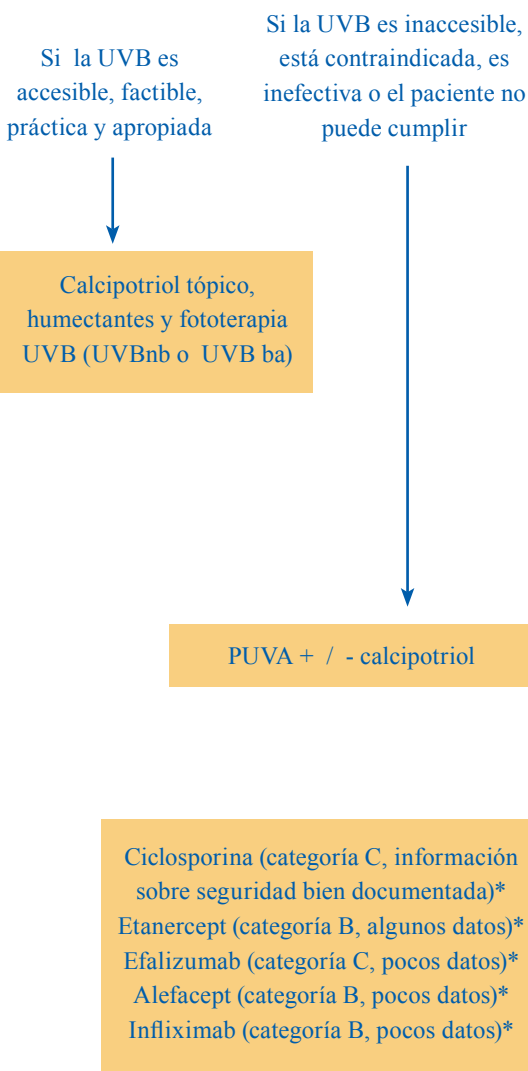 Si la UVB es
accesible, factible,
práctica y apropiada
Si la UVB es inaccesible,
está contraindicada, es
inefectiva o el paciente no
puede cumplir
Calcipotriol tópico,
humectantes y fototerapia
UVB (UVBnb o UVB ba)
PUVA + / - calcipotriol
Ciclosporina (categoría C, información
sobre seguridad bien documentada)*
Etanercept (categoría B, algunos datos)*
Efalizumab (categoría C, pocos datos)*
Alefacept (categoría B, pocos datos)*
Infliximab (categoría B, pocos datos)*